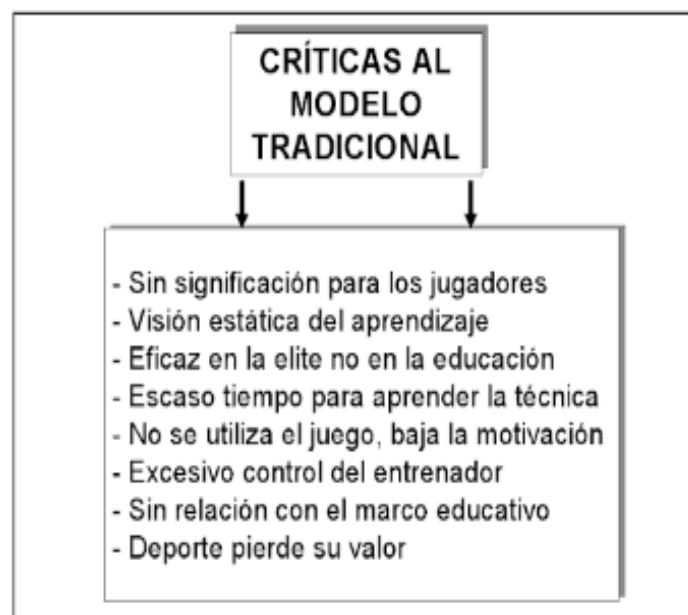 CRÍTICAS AL
MODELO
TRADICIONAL
- Sin significación para los jugadores
- Visión estática del aprendizaje
- Eficaz en la elite no en la educación
- Escaso tiempo para aprender la técnica
- No se utiliza el juego, baja la motivación
- Excesivo control del entrenador
- Sin relación con el marco educativo
- Deporte pierde su valor